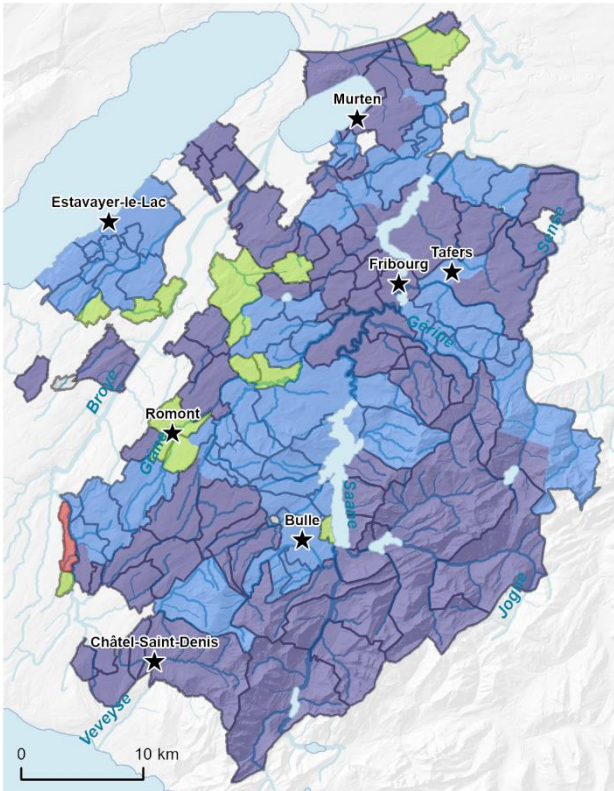 Murten
Estavayer-le-Lac
Sense
Tafers
Fribourg
Gérine
Broye
Romont
Glâne
Saane
Bulle
Jogne
Châtel-Saint-Denis
Veveyse
0 10 km